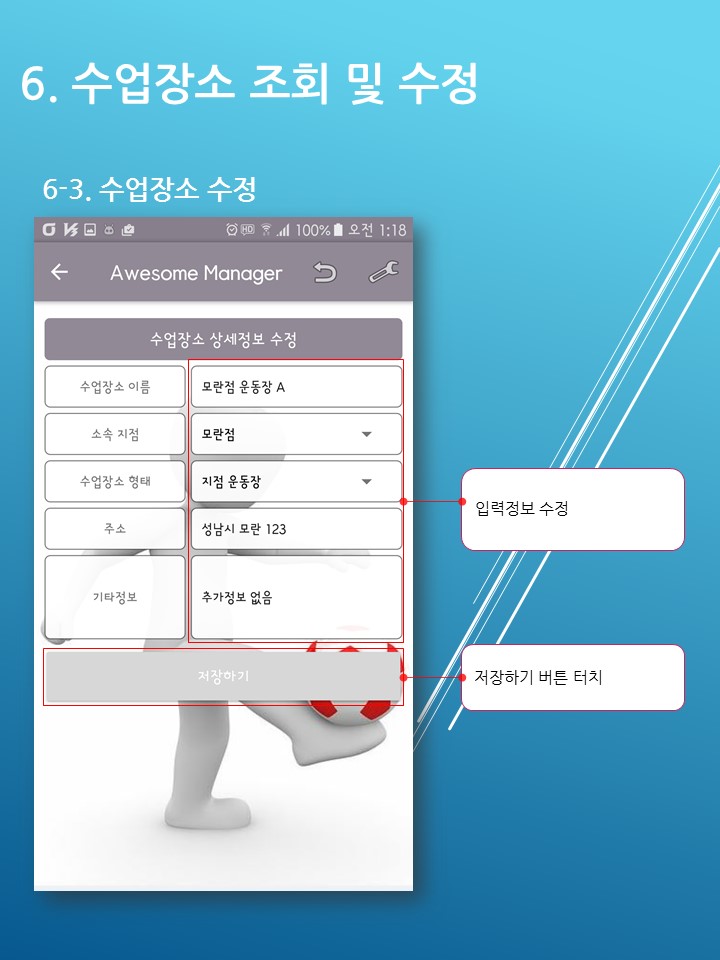 6. 수업장소 조회 및 수정
6-3. 수업장소 수정
HD 100% 오전 1:18
Awesome Manager
수업장소 상세정보 수정
수업장소 이름 모란점 운동장 A
소속 지점 모란점
수업장소 형태 지점 운동장
주소 성남시 모란 123
기타정보 추가정보 없음
저장하기
입력정보 수정
저장하기 버튼 터치